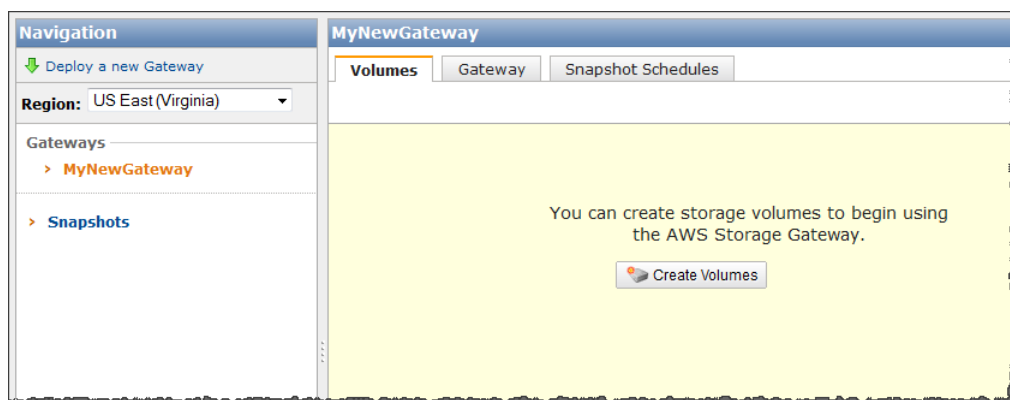 Navigation
Deploy a new Gateway
Region: US East (Virginia)
Gateways
MyNewGateway
Snapshots
MyNewGateway
Volumes Gateway Snapshot Schedules
You can create storage volumes to begin using
the AWS Storage Gateway.
Create Volumes